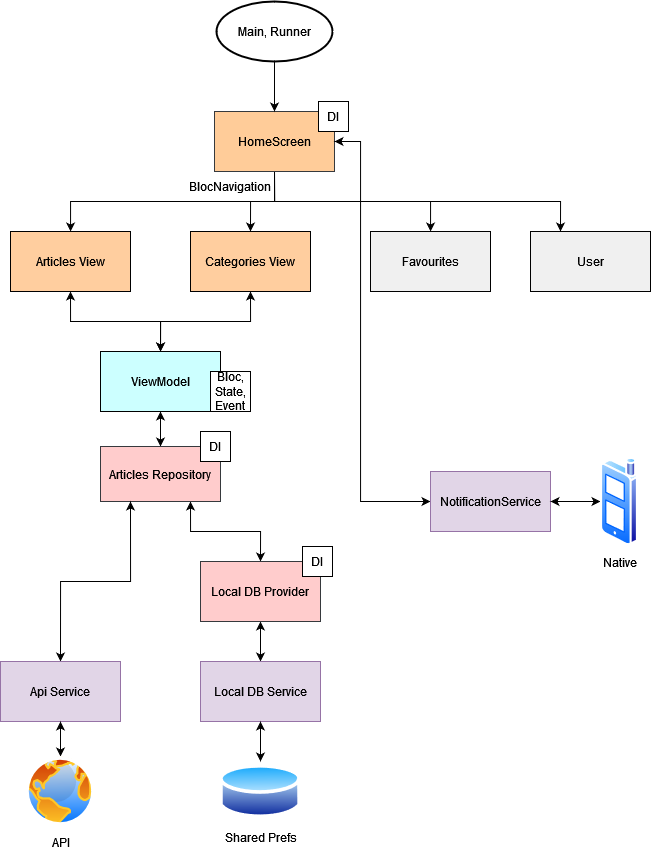 Main, Runner
DI
HomeScreen
BlocNavigation
Articles View
Categories View
Favourites
User
ViewModel
Bloc,
State,
Event
DI
Articles Repository
NotificationService
Native
DI
Local DB Provider
Api Service
Local DB Service
API
Shared Prefs